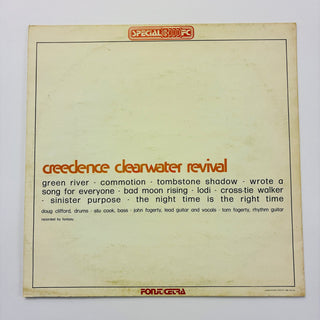 SPECIAL 3000 FC
creedence clearwater revival
green river · commotion · tombstone shadow · wrote a
song for everyone · bad moon rising · lodi · cross-tie walker
· sinister purpose · the night time is the right time
doug clifford, drums - stu cook, bass - john fogerty, lead guitar and vocals - tom fogerty, rhythm guitar
recorded by fantasy
FONIT CETRA